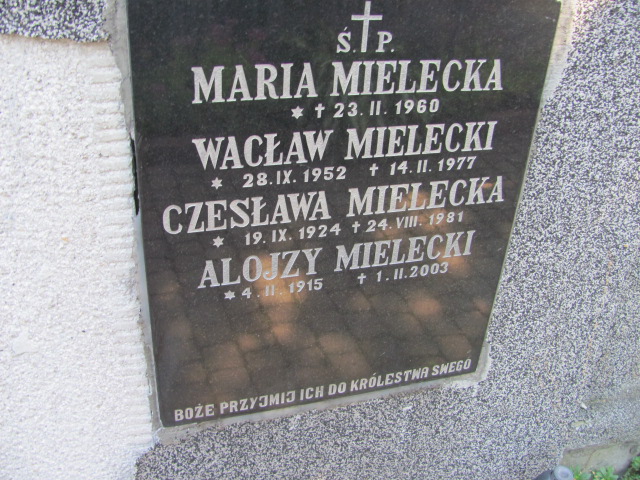 Ś. P.
MARIA MIELECKA
* † 23. II. 1960
WACŁAW MIELECKI
* 28. IX. 1952 † 14. II. 1977
CZESŁAWA MIELECKA
* 19. IX. 1924 † 24. VIII. 1981
ALOJZY MIELECKI
* 4. II. 1915 † 1. II. 2003
BOŻE PRZYJMIJ ICH DO KRÓLESTWA SWEGO